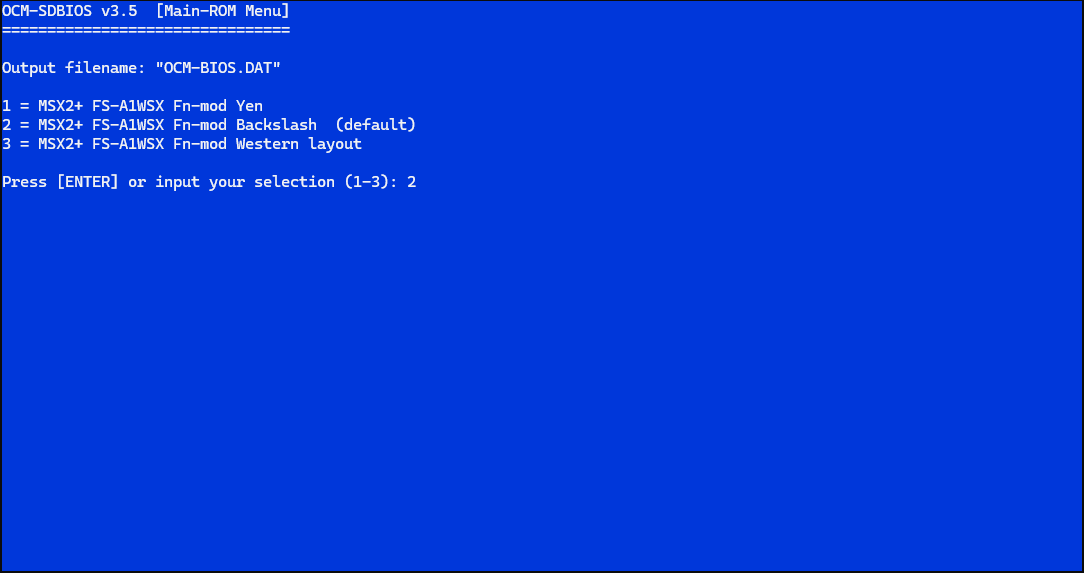 OCM-SDBIOS v3.5  [Main-ROM Menu]
================================
Output filename: "OCM-BIOS.DAT"
1 = MSX2+ FS-A1WSX Fn-mod Yen
2 = MSX2+ FS-A1WSX Fn-mod Backslash  (default)
3 = MSX2+ FS-A1WSX Fn-mod Western layout
Press [ENTER] or input your selection (1-3): 2